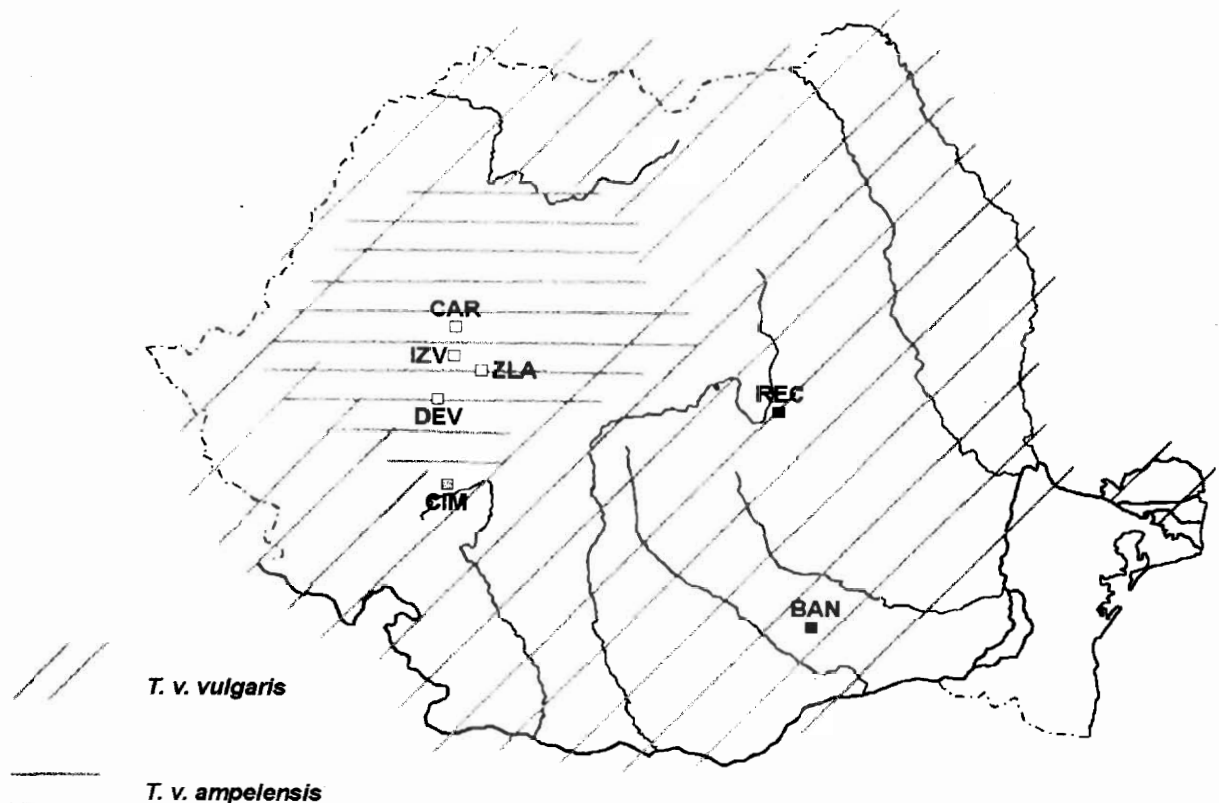 CAR
IZV
ZLA
DEV
REC
CIM
BAN
T. v. vulgaris
T. v. ampelensis